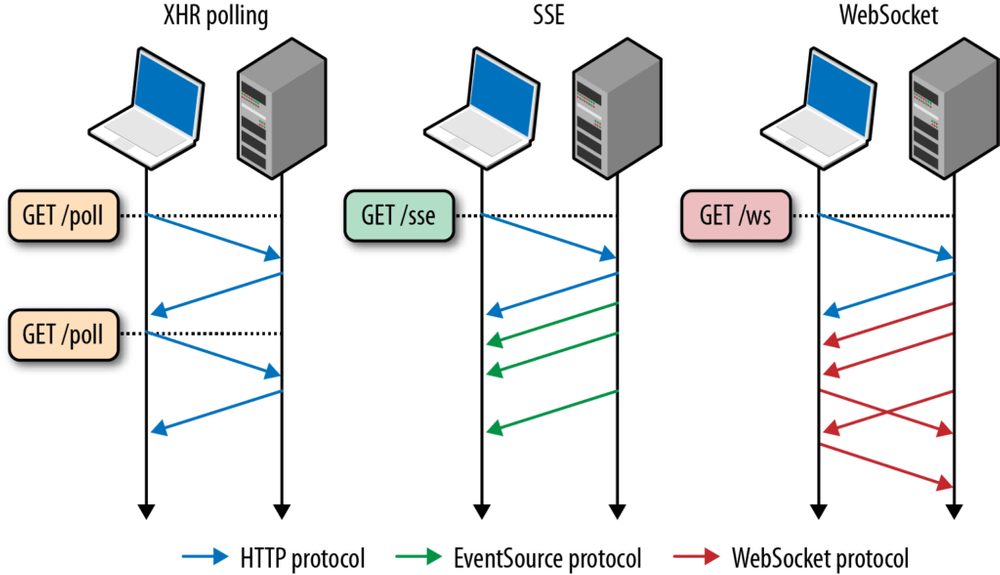 XHR polling
SSE
WebSocket
GET /poll
GET /sse
GET /ws
GET /poll
HTTP protocol
EventSource protocol
WebSocket protocol